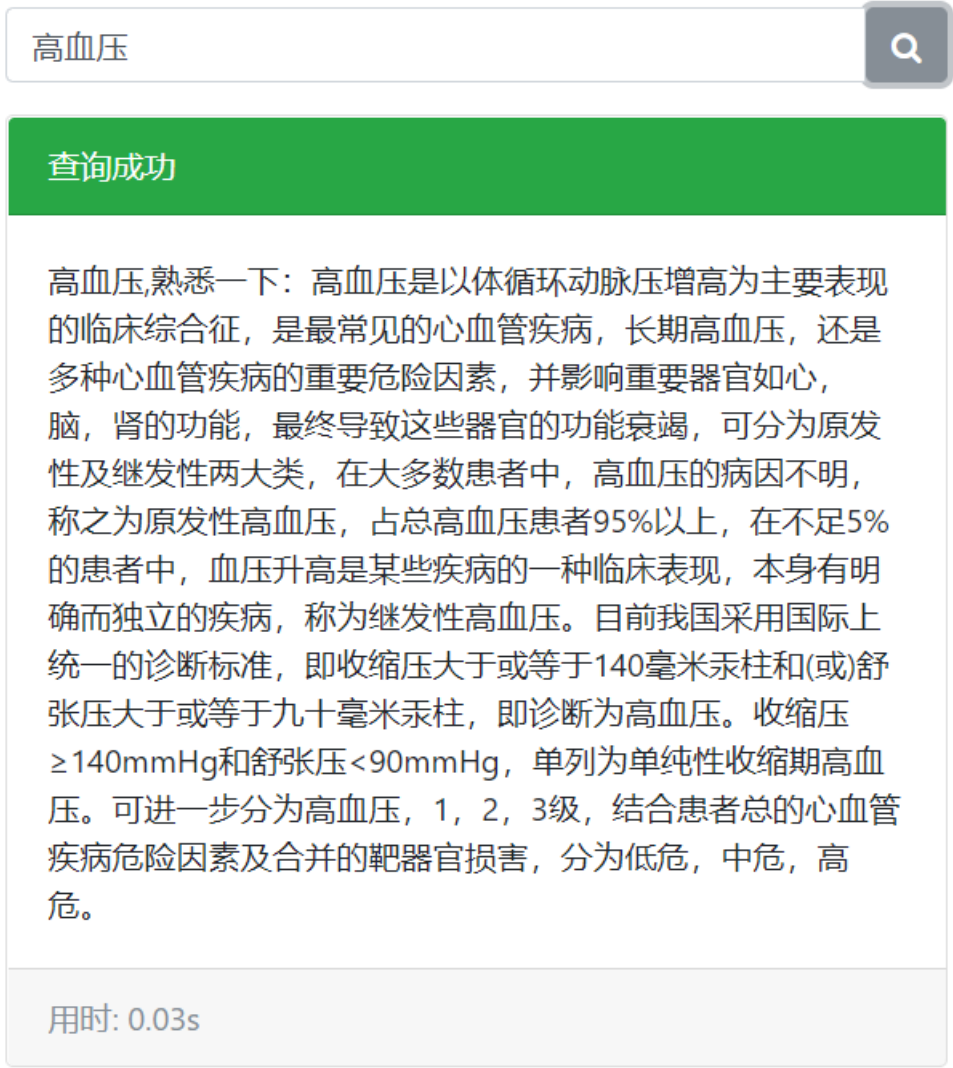 高血压
查询成功
高血压,熟悉一下：高血压是以体循环动脉压增高为主要表现
的临床综合征，是最常见的心血管疾病，长期高血压，还是
多种心血管疾病的重要危险因素，并影响重要器官如心，
脑，肾的功能，最终导致这些器官的功能衰竭，可分为原发
性及继发性两大类，在大多数患者中，高血压的病因不明，
称之为原发性高血压，占总高血压患者95%以上，在不足5%
的患者中，血压升高是某些疾病的一种临床表现，本身有明
确而独立的疾病，称为继发性高血压。目前我国采用国际上
统一的诊断标准，即收缩压大于或等于140毫米汞柱和(或)舒
张压大于或等于九十毫米汞柱，即诊断为高血压。收缩压
≥140mmHg和舒张压<90mmHg，单列为单纯性收缩期高血
压。可进一步分为高血压，1，2，3级，结合患者总的心血管
疾病危险因素及合并的靶器官损害，分为低危，中危，高
危。
用时: 0.03s